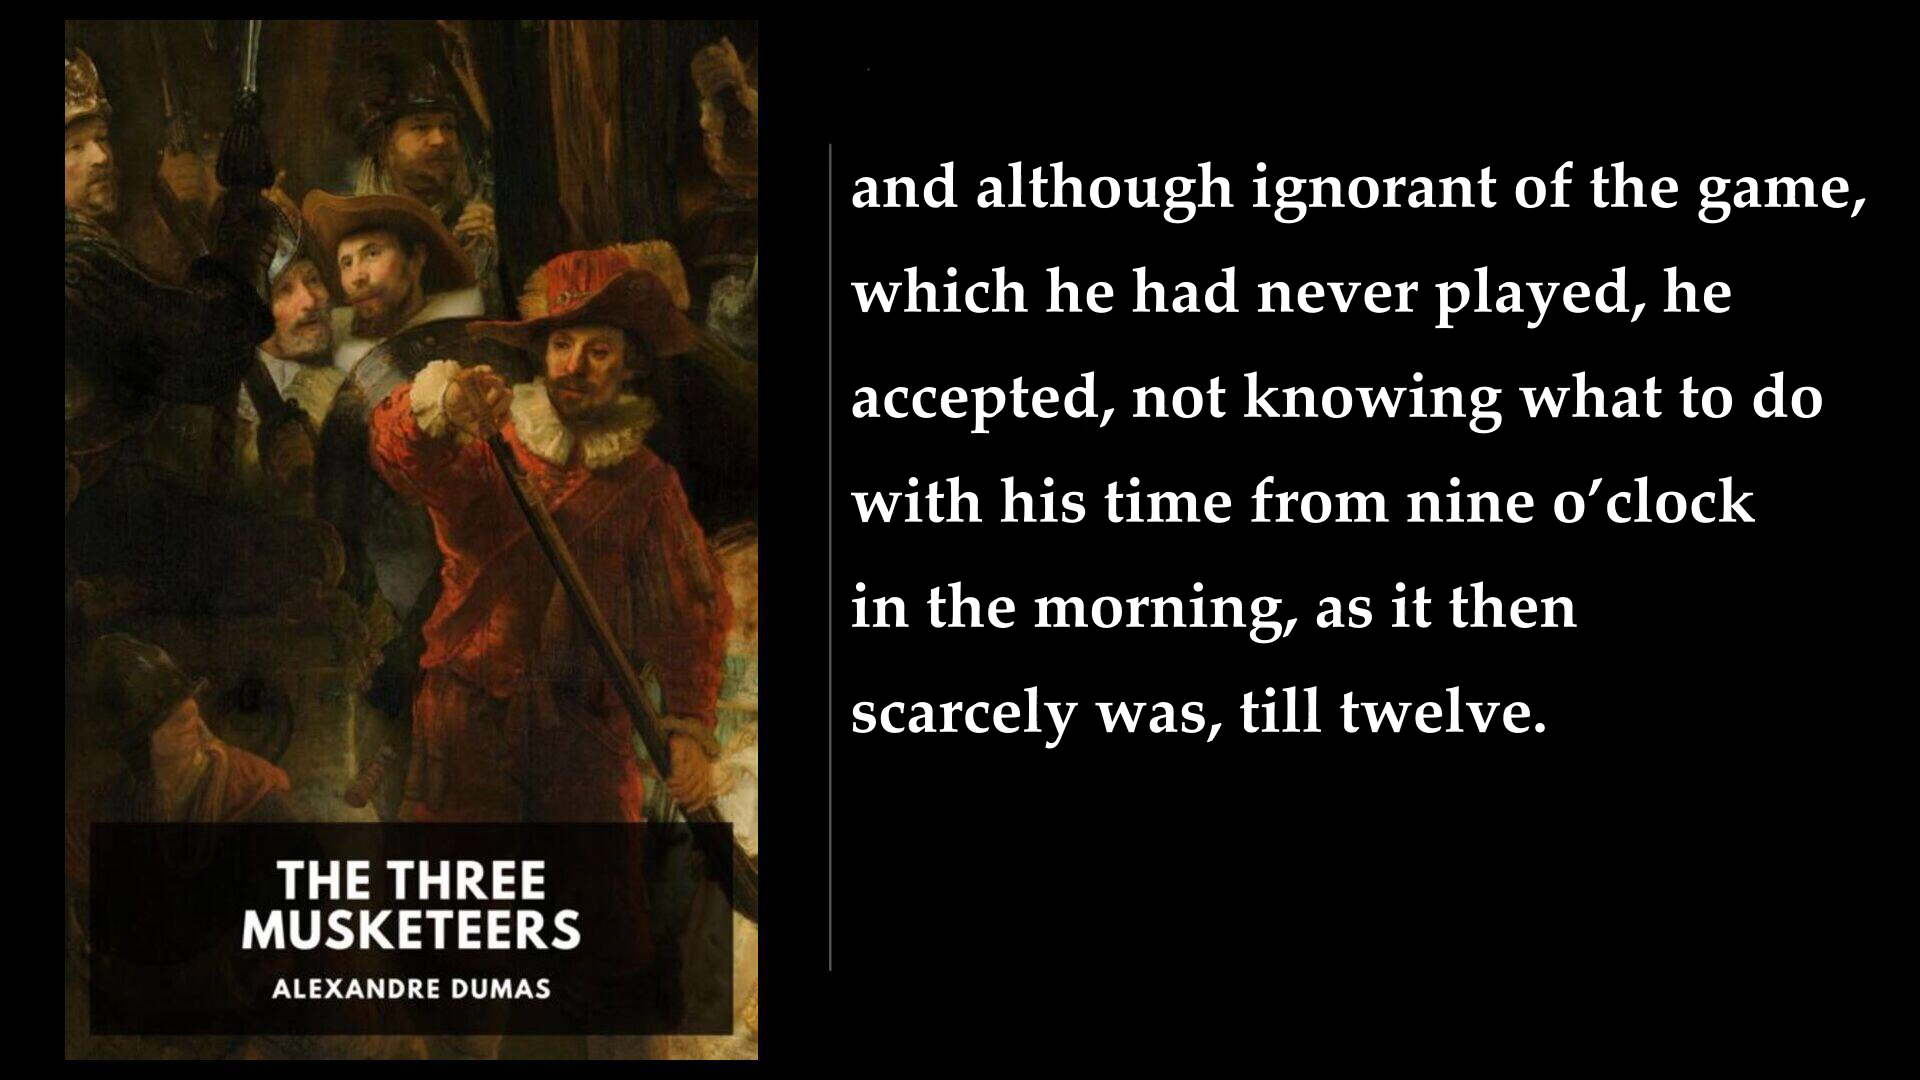 THE THREE
MUSKETEERS
ALEXANDRE DUMAS
and although ignorant of the game,
which he had never played, he
accepted, not knowing what to do
with his time from nine o’clock
in the morning, as it then
scarcely was, till twelve.